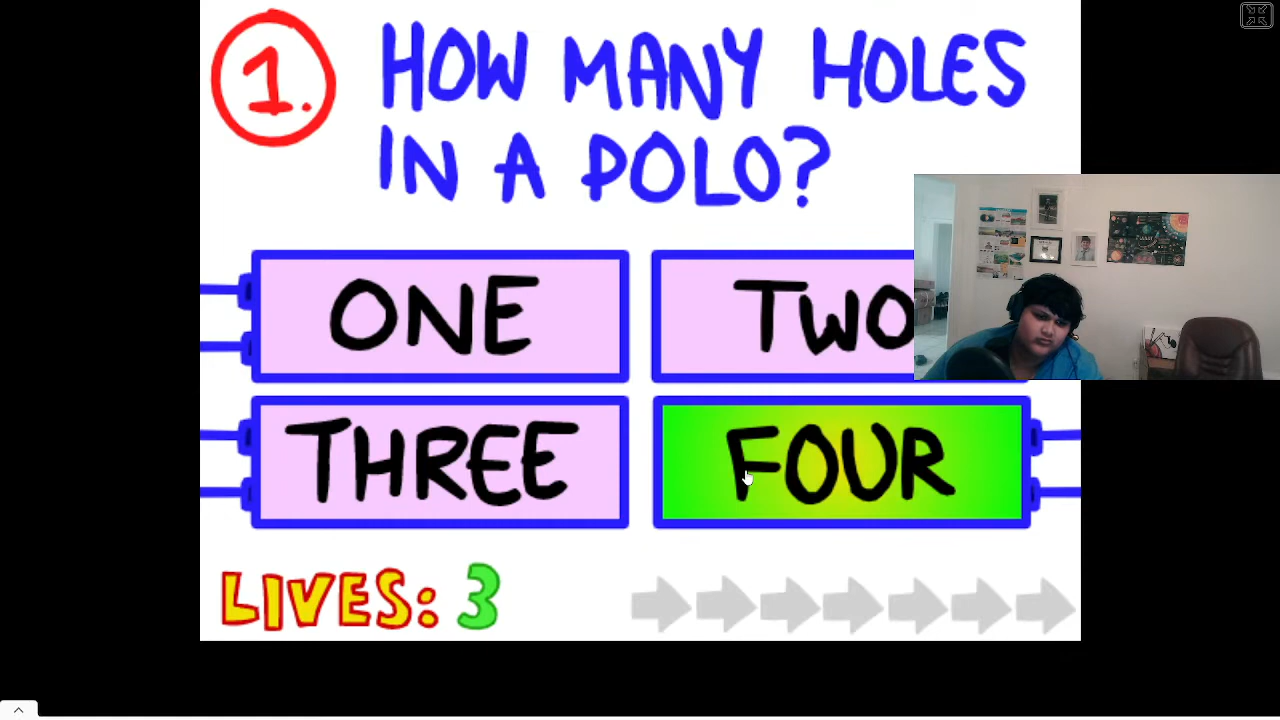 1. HOW MANY HOLES
IN A POLO?
ONE
TWO
THREE
FOUR
LIVES: 3